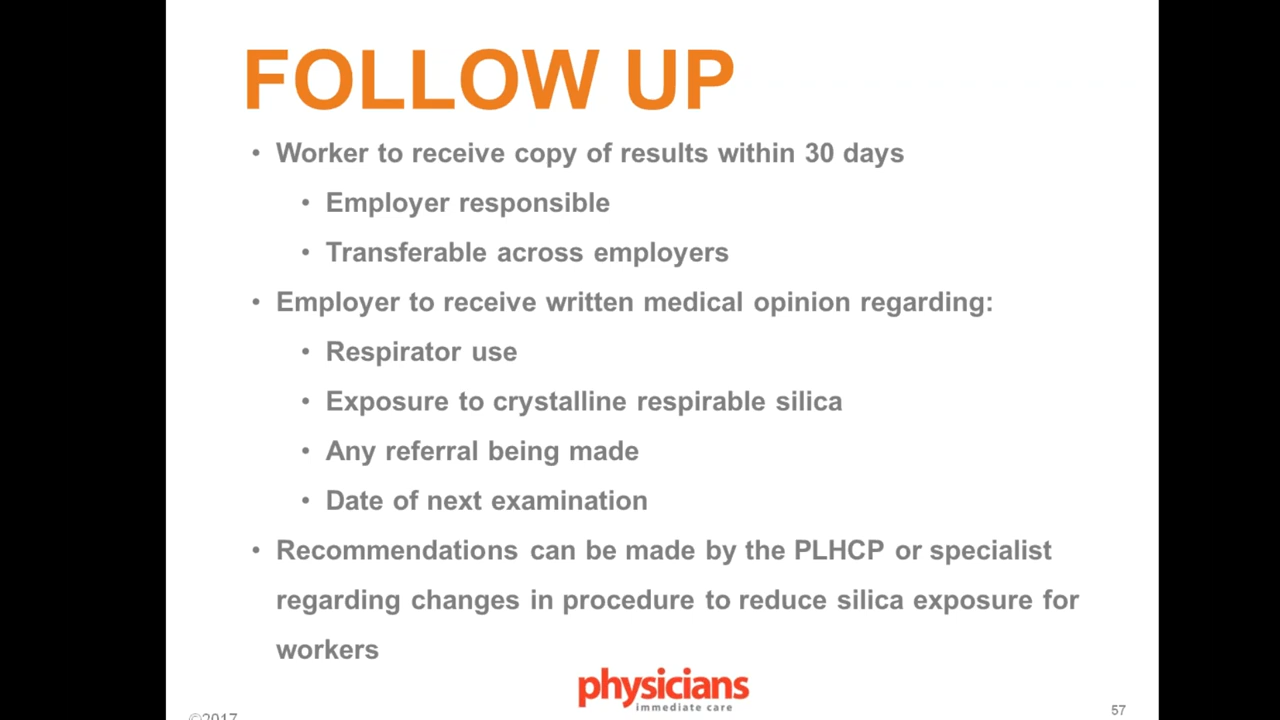 FOLLOW UP
• Worker to receive copy of results within 30 days
• Employer responsible
• Transferable across employers
• Employer to receive written medical opinion regarding:
• Respirator use
• Exposure to crystalline respirable silica
• Any referral being made
• Date of next examination
• Recommendations can be made by the PLHCP or specialist
regarding changes in procedure to reduce silica exposure for
workers
physicians
immediate care
©2017
57